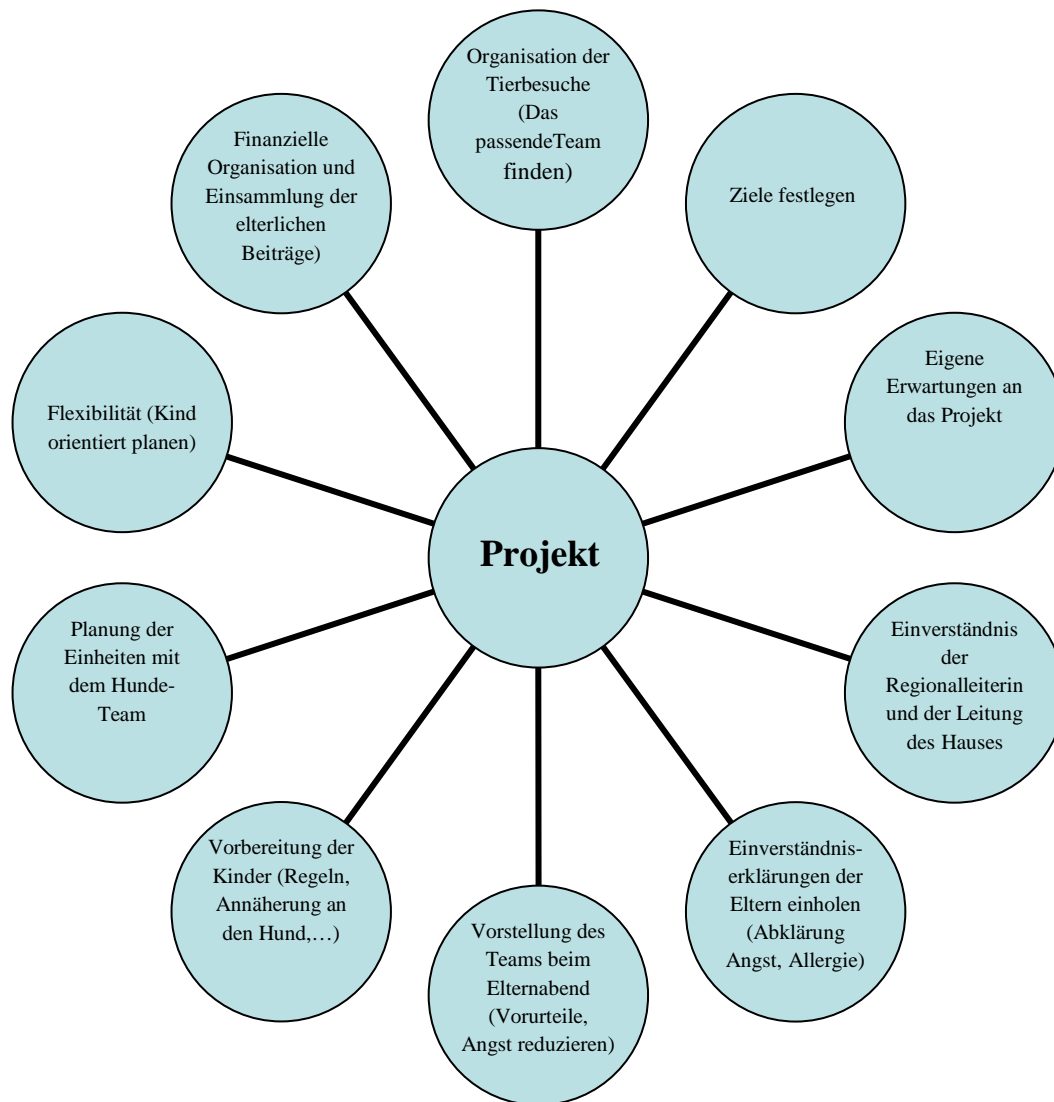 Organisation der
Tierbesuche
(Das
passendeTeam
finden)
Ziele festlegen
Eigene
Erwartungen an
das Projekt
Einverständnis
der
Regionalleiterin
und der Leitung
des Hauses
Einverständnis-
erklärungen der
Eltern einholen
(Abklärung
Angst, Allergie)
Vorstellung des
Teams beim
Elternabend
(Vorurteile,
Angst reduzieren)
Vorbereitung der
Kinder (Regeln,
Annäherung an
den Hund,…)
Planung der
Einheiten mit
dem Hunde-
Team
Flexibilität (Kind
orientiert planen)
Finanzielle
Organisation und
Einsammlung der
elterlichen
Beiträge)
Projekt